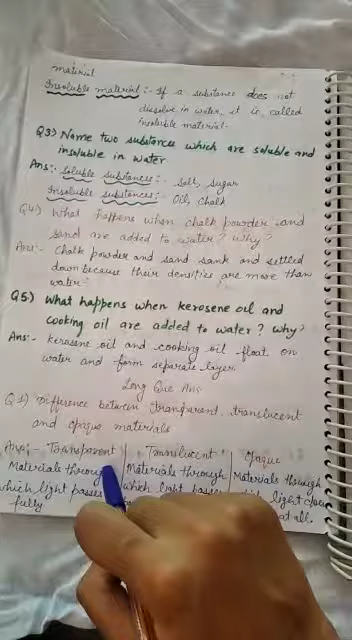 material
Insoluble material:- If a substance does not
dissolve in water, it is called
insoluble material.
Q3) Name two substances which are soluble and
insoluble in water.
Ans:- Soluble substances:- Salt, Sugar
Insoluble substances:- Oil, Chalk
Q4) What happens when chalk powder and
sand are added to water? Why?
Ans:- Chalk powder and sand sank and settled
down because their densities are more than
water.
Q5) What happens when kerosene oil and
cooking oil are added to water? Why?
Ans:- kerosene oil and cooking oil float on
water and form separate layer.
Long Que Ans
Q1) Difference between transparent, translucent
and opaque materials
Ans:- Transparent Translucent Opaque
Materials through Materials through Materials through
which light passes which light light
fully at all.